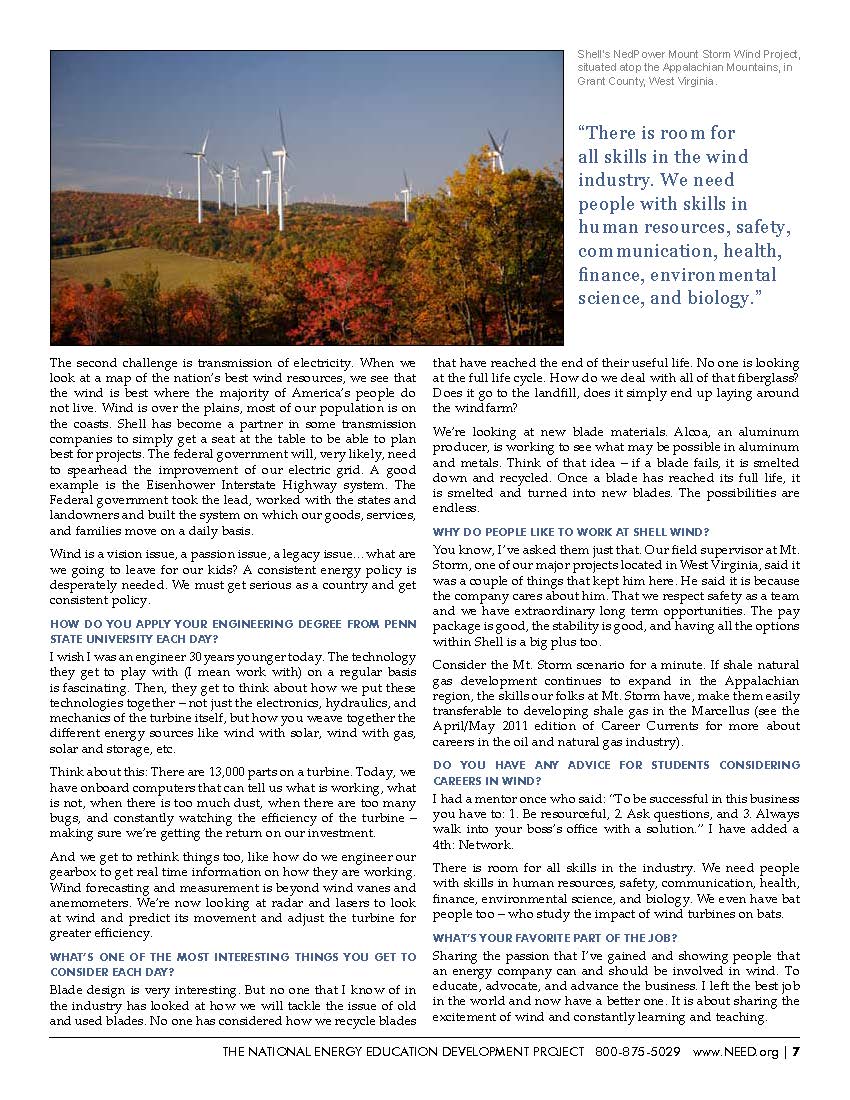 Shell's NedPower Mount Storm Wind Project,
situated atop the Appalachian Mountains, in
Grant County, West Virginia.
“There is room for
all skills in the wind
industry. We need
people with skills in
human resources, safety,
communication, health,
finance, environmental
science, and biology.”
The second challenge is transmission of electricity. When we
look at a map of the nation’s best wind resources, we see that
the wind is best where the majority of America’s people do
not live. Wind is over the plains, most of our population is on
the coasts. Shell has become a partner in some transmission
companies to simply get a seat at the table to be able to plan
best for projects. The federal government will, very likely, need
to spearhead the improvement of our electric grid. A good
example is the Eisenhower Interstate Highway system. The
Federal government took the lead, worked with the states and
landowners and built the system on which our goods, services,
and families move on a daily basis.
Wind is a vision issue, a passion issue, a legacy issue…what are
we going to leave for our kids? A consistent energy policy is
desperately needed. We must get serious as a country and get
consistent policy.
HOW DO YOU APPLY YOUR ENGINEERING DEGREE FROM PENN
STATE UNIVERSITY EACH DAY?
I wish I was an engineer 30 years younger today. The technology
they get to play with (I mean work with) on a regular basis
is fascinating. Then, they get to think about how we put these
technologies together – not just the electronics, hydraulics, and
mechanics of the turbine itself, but how you weave together the
different energy sources like wind with solar, wind with gas,
solar and storage, etc.
Think about this: There are 13,000 parts on a turbine. Today, we
have onboard computers that can tell us what is working, what
is not, when there is too much dust, when there are too many
bugs, and constantly watching the efficiency of the turbine –
making sure we’re getting the return on our investment.
And we get to rethink things too, like how do we engineer our
gearbox to get real time information on how they are working.
Wind forecasting and measurement is beyond wind vanes and
anemometers. We’re now looking at radar and lasers to look
at wind and predict its movement and adjust the turbine for
greater efficiency.
WHAT’S ONE OF THE MOST INTERESTING THINGS YOU GET TO
CONSIDER EACH DAY?
Blade design is very interesting. But no one that I know of in
the industry has looked at how we will tackle the issue of old
and used blades. No one has considered how we recycle blades
that have reached the end of their useful life. No one is looking
at the full life cycle. How do we deal with all of that fiberglass?
Does it go to the landfill, does it simply end up laying around
the windfarm?
We’re looking at new blade materials. Alcoa, an aluminum
producer, is working to see what may be possible in aluminum
and metals. Think of that idea – if a blade fails, it is smelted
down and recycled. Once a blade has reached its full life, it
is smelted and turned into new blades. The possibilities are
endless.
WHY DO PEOPLE LIKE TO WORK AT SHELL WIND?
You know, I’ve asked them just that. Our field supervisor at Mt.
Storm, one of our major projects located in West Virginia, said it
was a couple of things that kept him here. He said it is because
the company cares about him. That we respect safety as a team
and we have extraordinary long term opportunities. The pay
package is good, the stability is good, and having all the options
within Shell is a big plus too.
Consider the Mt. Storm scenario for a minute. If shale natural
gas development continues to expand in the Appalachian
region, the skills our folks at Mt. Storm have, make them easily
transferable to developing shale gas in the Marcellus (see the
April/May 2011 edition of Career Currents for more about
careers in the oil and natural gas industry).
DO YOU HAVE ANY ADVICE FOR STUDENTS CONSIDERING
CAREERS IN WIND?
I had a mentor once who said: “To be successful in this business
you have to: 1. Be resourceful, 2. Ask questions, and 3. Always
walk into your boss’s office with a solution.” I have added a
4th: Network.
There is room for all skills in the industry. We need people
with skills in human resources, safety, communication, health,
finance, environmental science, and biology. We even have bat
people too – who study the impact of wind turbines on bats.
WHAT’S YOUR FAVORITE PART OF THE JOB?
Sharing the passion that I’ve gained and showing people that
an energy company can and should be involved in wind. To
educate, advocate, and advance the business. I left the best job
in the world and now have a better one. It is about sharing the
excitement of wind and constantly learning and teaching.
THE NATIONAL ENERGY EDUCATION DEVELOPMENT PROJECT 800-875-5029 www.NEED.org | 7